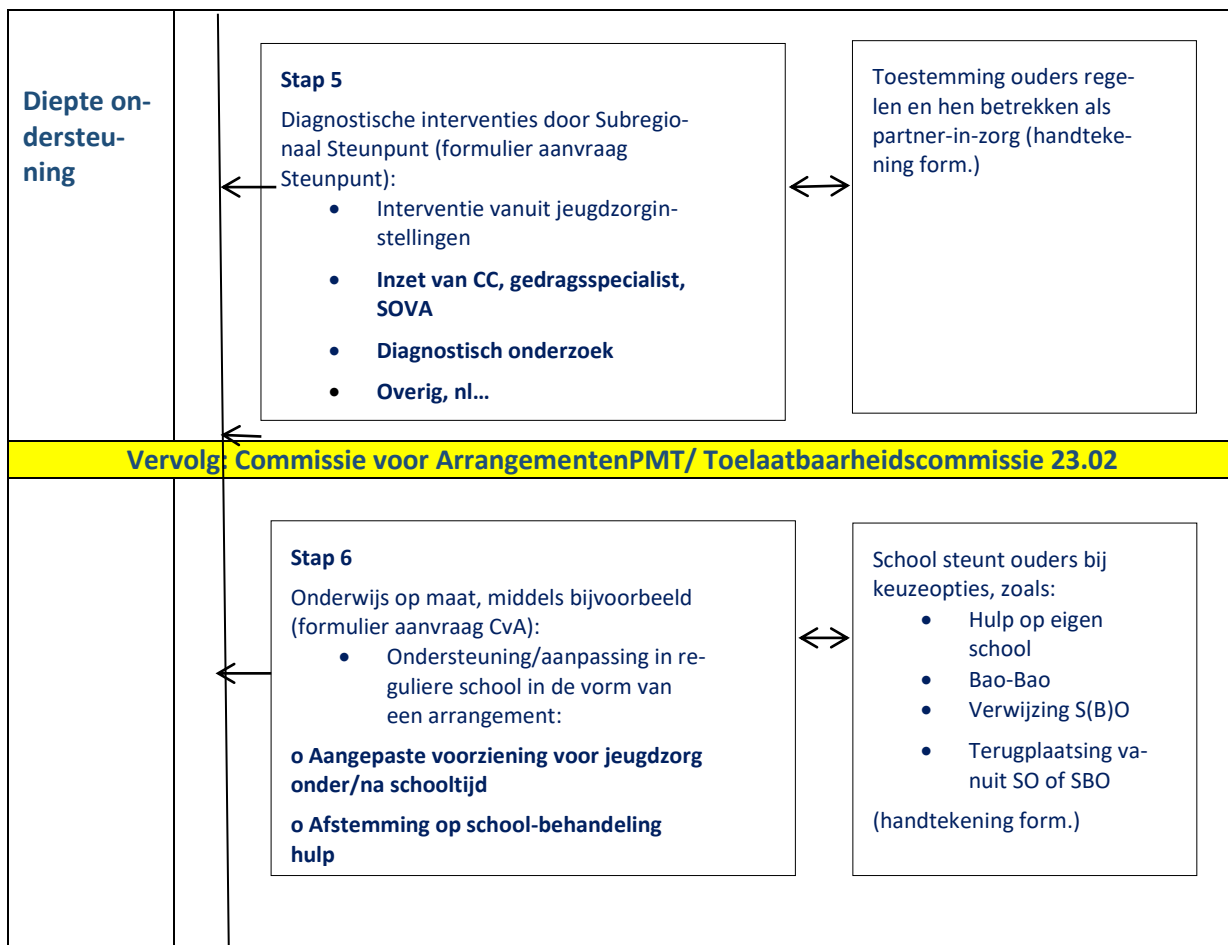 Diepte on-
dersteu-
ning
Stap 5
Diagnostische interventies door Subregio-
naal Steunpunt (formulier aanvraag
Steunpunt):
• Interventie vanuit jeugdzorgin-
stellingen
• Inzet van CC, gedragsspecialist,
SOVA
• Diagnostisch onderzoek
• Overig, nl…
Toestemming ouders rege-
len en hen betrekken als
partner-in-zorg (handteke-
ning form.)
Vervolg: Commissie voor ArrangementenPMT/ Toelaatbaarheidscommissie 23.02
Stap 6
Onderwijs op maat, middels bijvoorbeeld
(formulier aanvraag CvA):
• Ondersteuning/aanpassing in re-
guliere school in de vorm van
een arrangement:
o Aangepaste voorziening voor jeugdzorg
onder/na schooltijd
o Afstemming op school-behandeling
hulp
School steunt ouders bij
keuzeopties, zoals:
• Hulp op eigen
school
• Bao-Bao
• Verwijzing S(B)O
• Terugplaatsing va-
nuit SO of SBO
(handtekening form.)